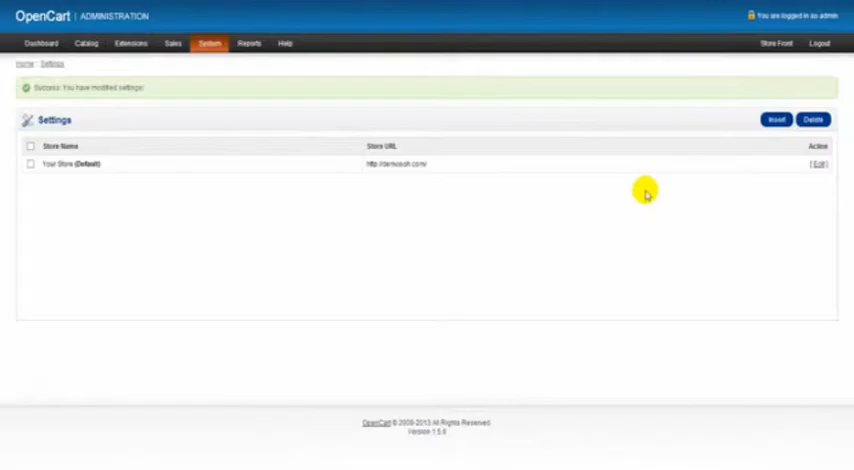 OpenCart | ADMINISTRATION
You are logged in as admin
Dashboard Catalog Extensions Sales System Reports Help Store Front Logout
Home :: Settings
Success: You have modified settings!
Settings Insert Delete
Store Name Store URL Action
Your Store (Default) [ Edit ]
OpenCart © 2009-2013 All Rights Reserved.
Version 1.5.6